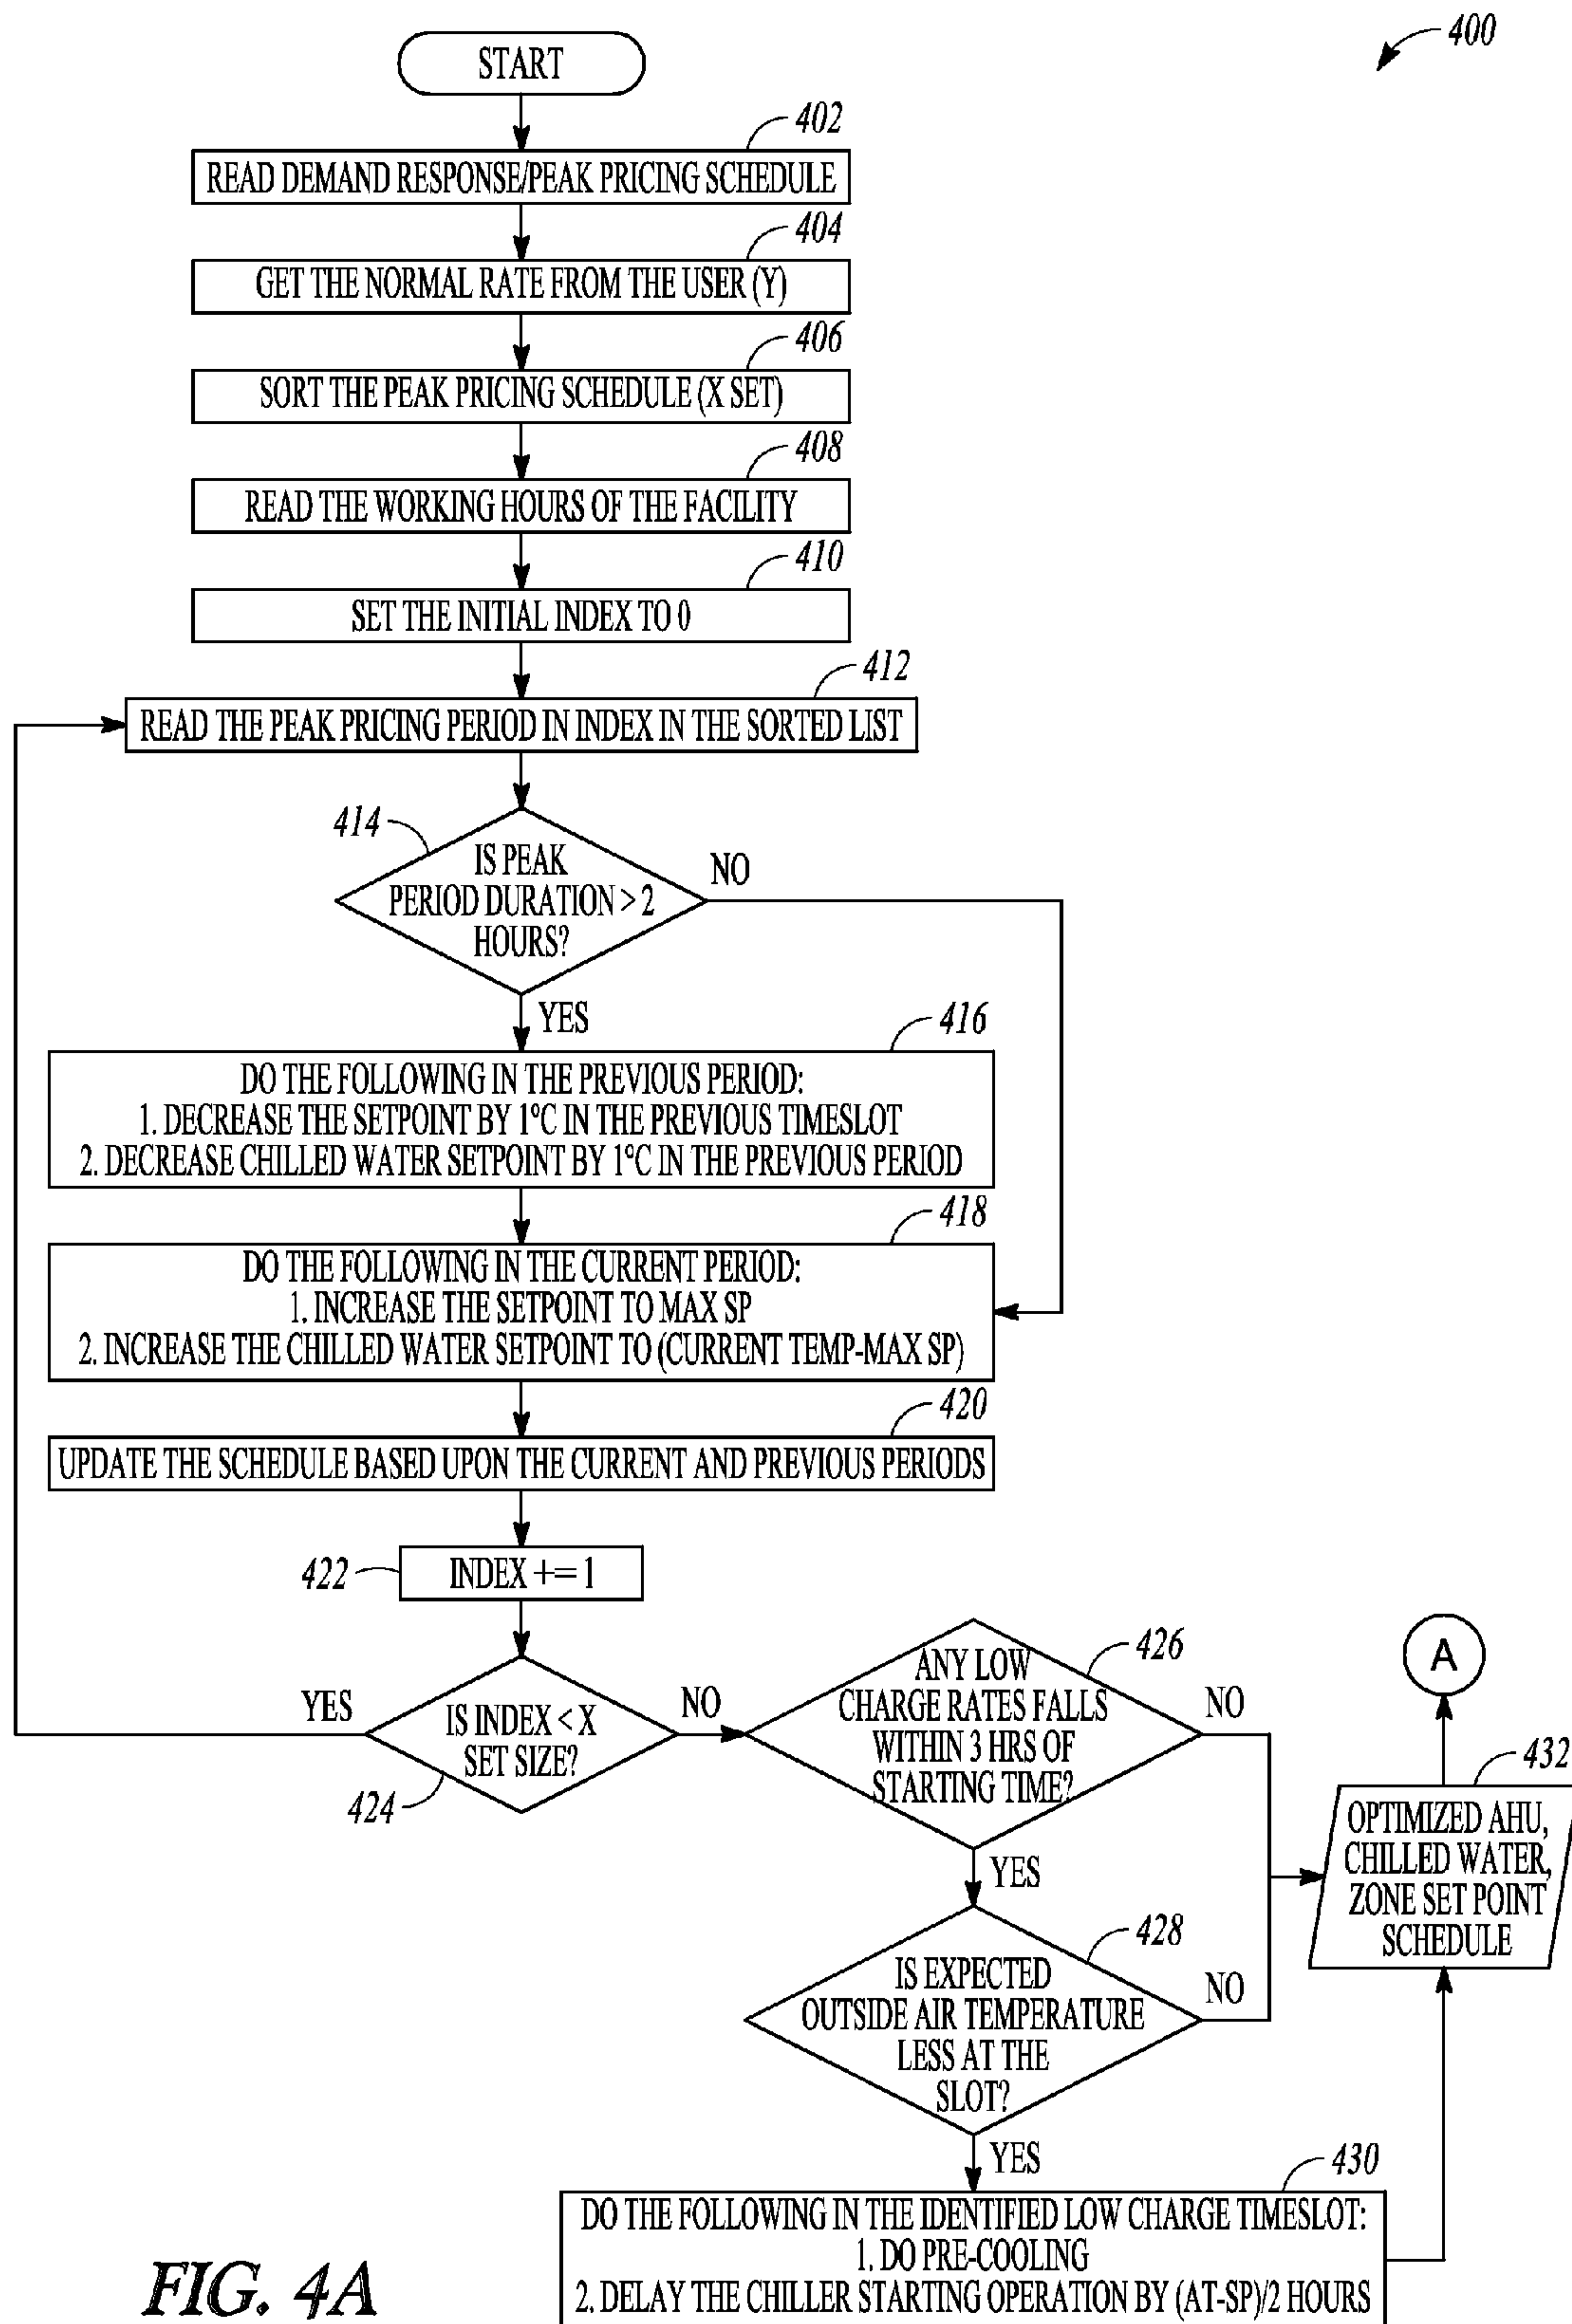 400
START
402
READ DEMAND RESPONSE/PEAK PRICING SCHEDULE
404
GET THE NORMAL RATE FROM THE USER (Y)
406
SORT THE PEAK PRICING SCHEDULE (X SET)
408
READ THE WORKING HOURS OF THE FACILITY
410
SET THE INITIAL INDEX TO 0
412
READ THE PEAK PRICING PERIOD IN INDEX IN THE SORTED LIST
414
IS PEAK
PERIOD DURATION > 2
HOURS?
NO
YES
416
DO THE FOLLOWING IN THE PREVIOUS PERIOD:
1. DECREASE THE SETPOINT BY 1°C IN THE PREVIOUS TIMESLOT
2. DECREASE CHILLED WATER SETPOINT BY 1°C IN THE PREVIOUS PERIOD
418
DO THE FOLLOWING IN THE CURRENT PERIOD:
1. INCREASE THE SETPOINT TO MAX SP
2. INCREASE THE CHILLED WATER SETPOINT TO (CURRENT TEMP-MAX SP)
420
UPDATE THE SCHEDULE BASED UPON THE CURRENT AND PREVIOUS PERIODS
422
INDEX += 1
YES
IS INDEX < X
SET SIZE?
424
NO
426
ANY LOW
CHARGE RATES FALLS
WITHIN 3 HRS OF
STARTING TIME?
NO
YES
428
IS EXPECTED
OUTSIDE AIR TEMPERATURE
LESS AT THE
SLOT?
NO
YES
A
432
OPTIMIZED AHU,
CHILLED WATER,
ZONE SET POINT
SCHEDULE
430
DO THE FOLLOWING IN THE IDENTIFIED LOW CHARGE TIMESLOT:
1. DO PRE-COOLING
2. DELAY THE CHILLER STARTING OPERATION BY (AT-SP)/2 HOURS
FIG. 4A